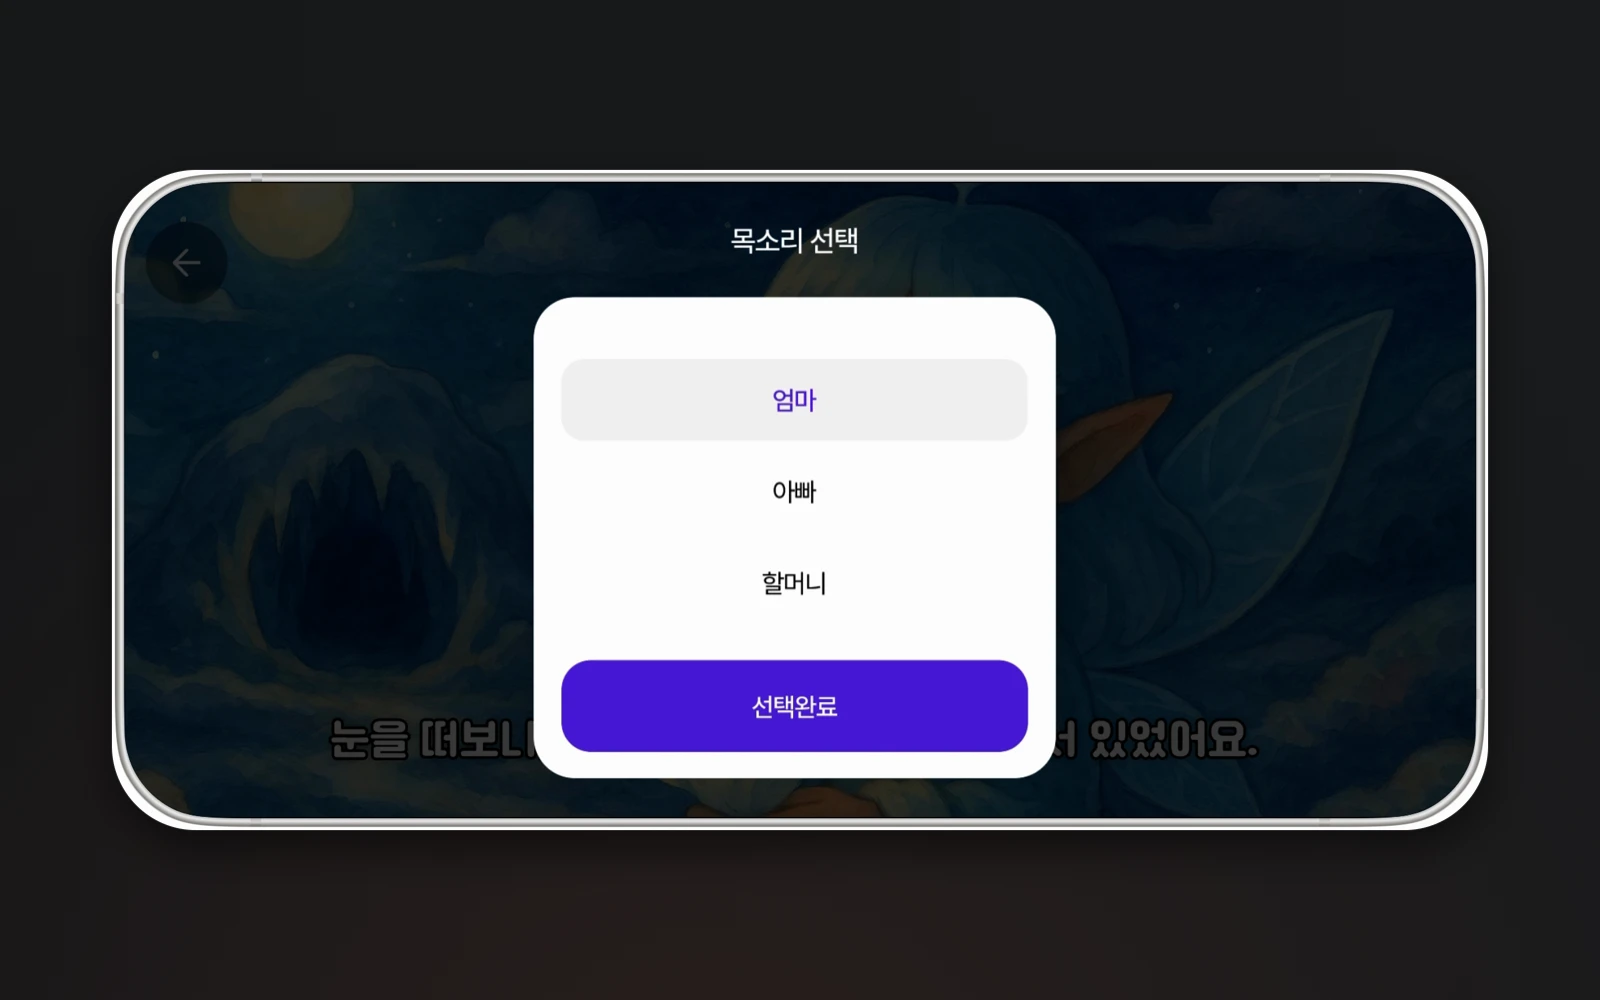 목소리 선택
엄마
아빠
할머니
선택완료
눈을 떠보니 서 있었어요.